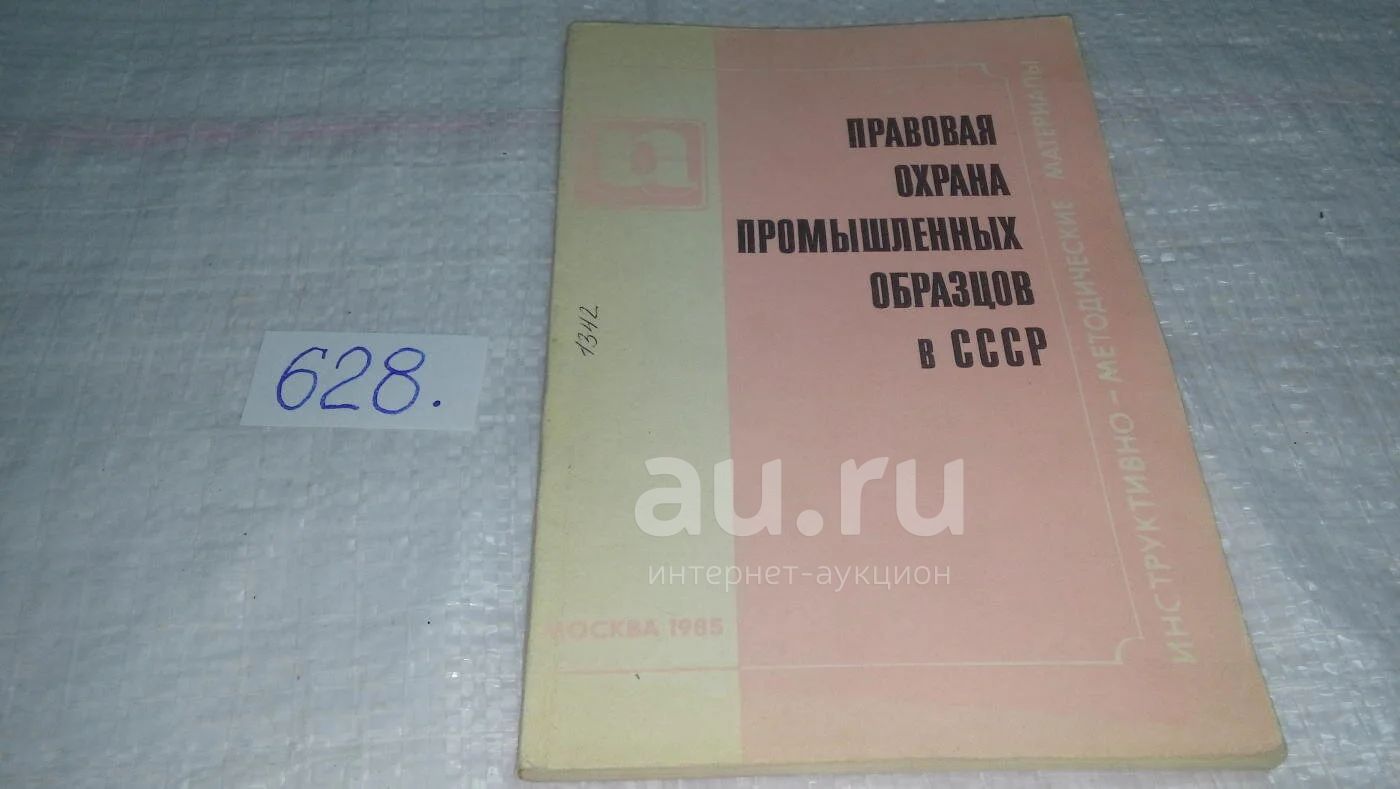 ПРАВОВАЯ
ОХРАНА
ПРОМЫШЛЕННЫХ
ОБРАЗЦОВ
в СССР
ИНСТРУКТИВНО-МЕТОДИЧЕСКИЕ МАТЕРИАЛЫ
1342
628.
au.ru
интернет-аукцион
МОСКВА 1985